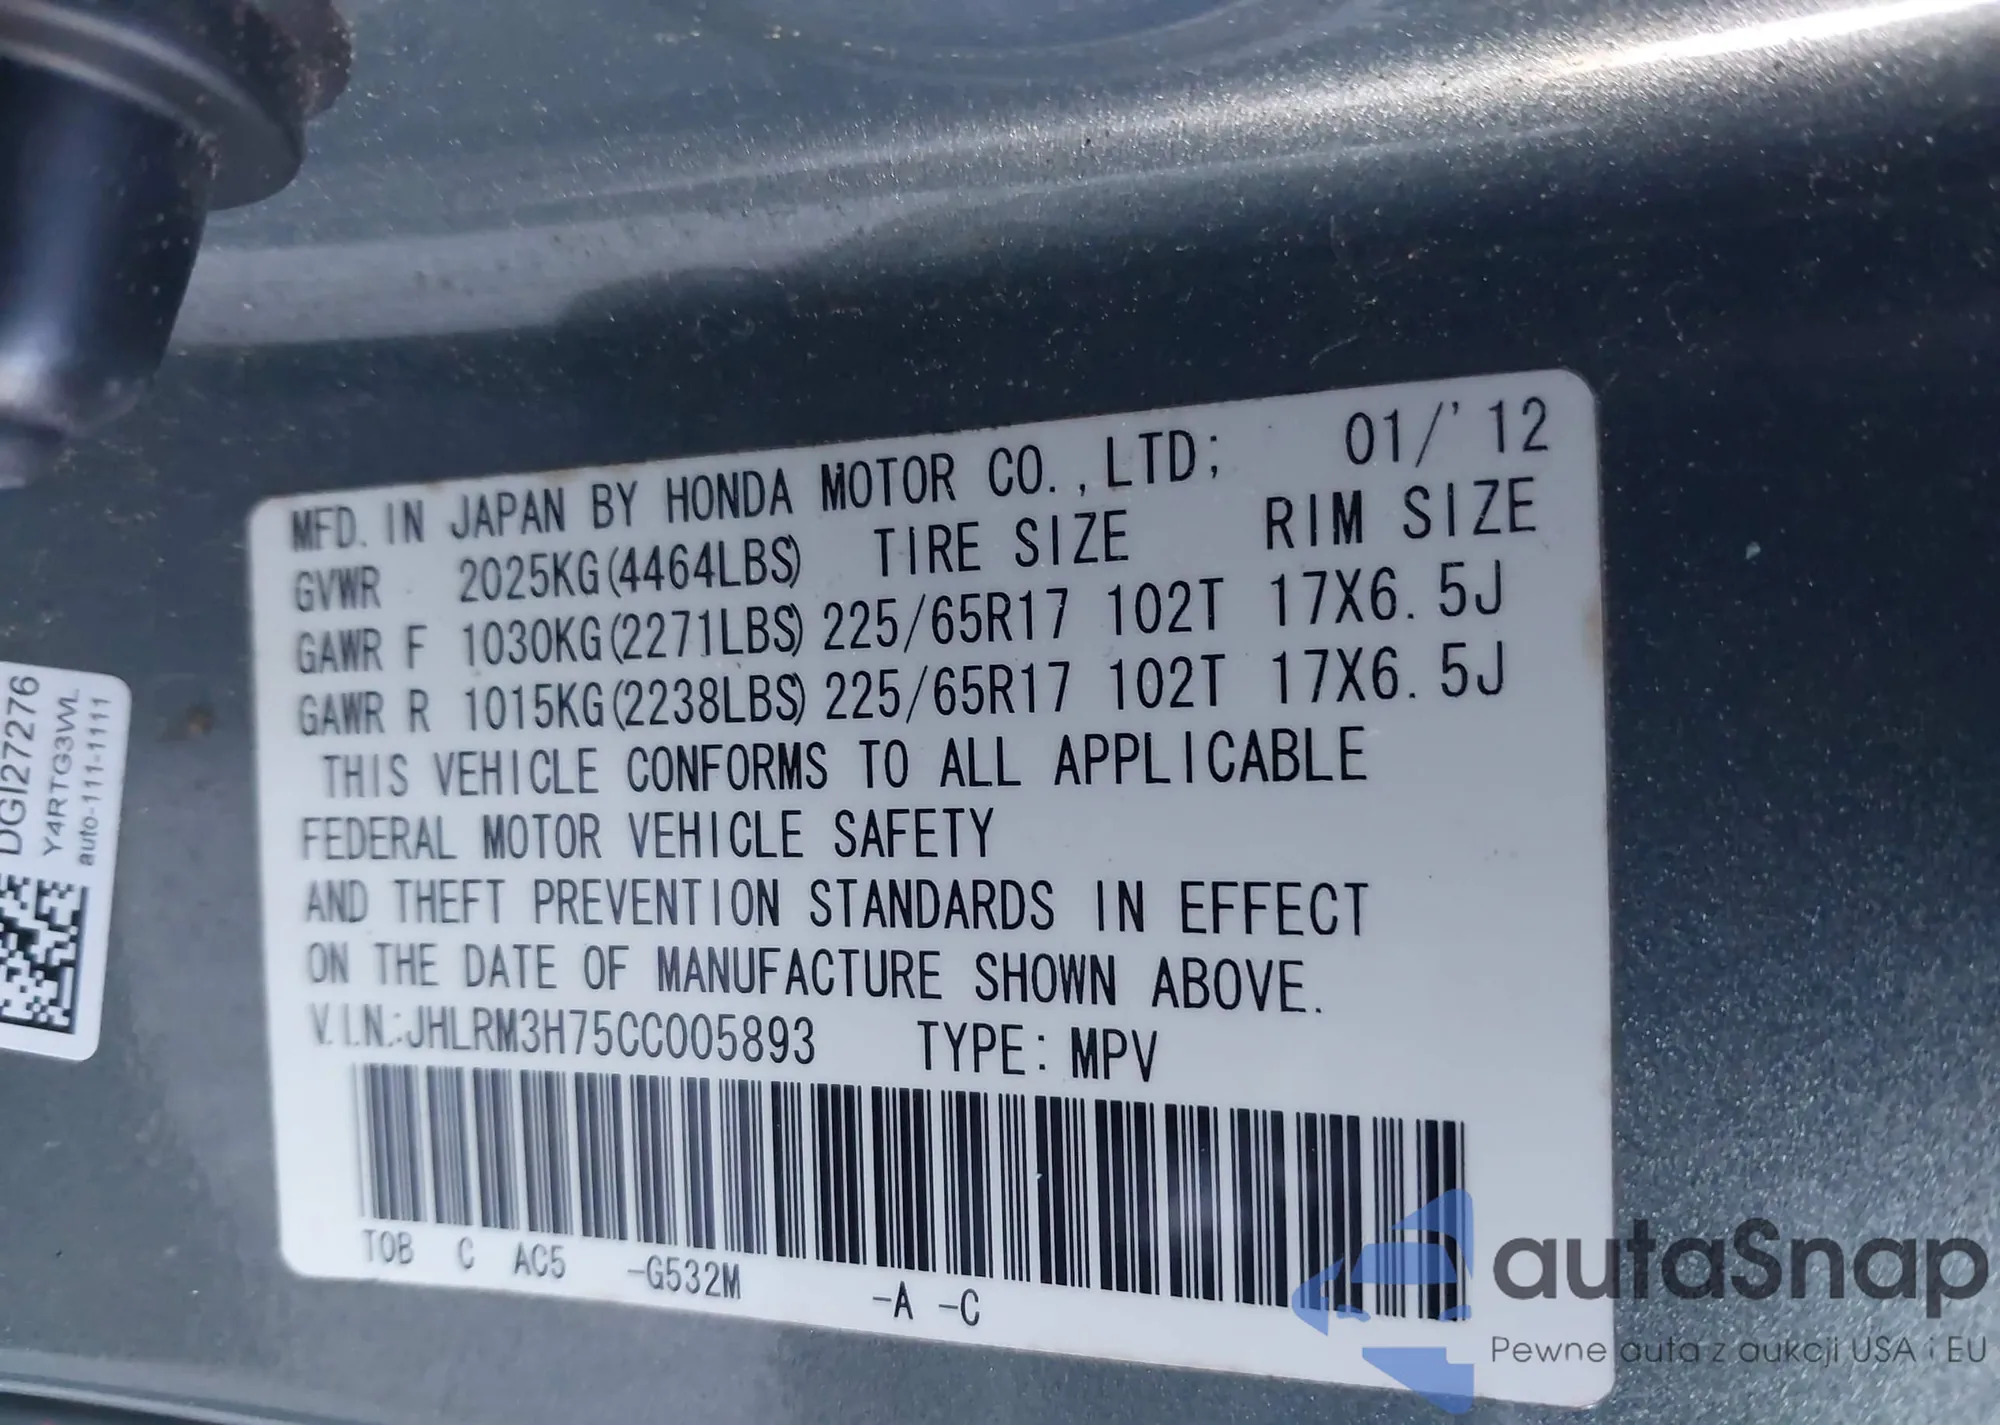 MFD. IN JAPAN BY HONDA MOTOR CO.,LTD; 01/'12
GVWR 2025KG(4464LBS) TIRE SIZE RIM SIZE
GAWR F 1030KG(2271LBS) 225/65R17 102T 17X6.5J
GAWR R 1015KG(2238LBS) 225/65R17 102T 17X6.5J
THIS VEHICLE CONFORMS TO ALL APPLICABLE
FEDERAL MOTOR VEHICLE SAFETY
AND THEFT PREVENTION STANDARDS IN EFFECT
ON THE DATE OF MANUFACTURE SHOWN ABOVE.
V.I.N.:JHLRM3H75CC005893 TYPE: MPV
TOB C AC5 -G532M -A -C
DGI27276
Y4RTG3WL
auto-111-1111
autaSnap
Pewne auta z aukcji USA i EU